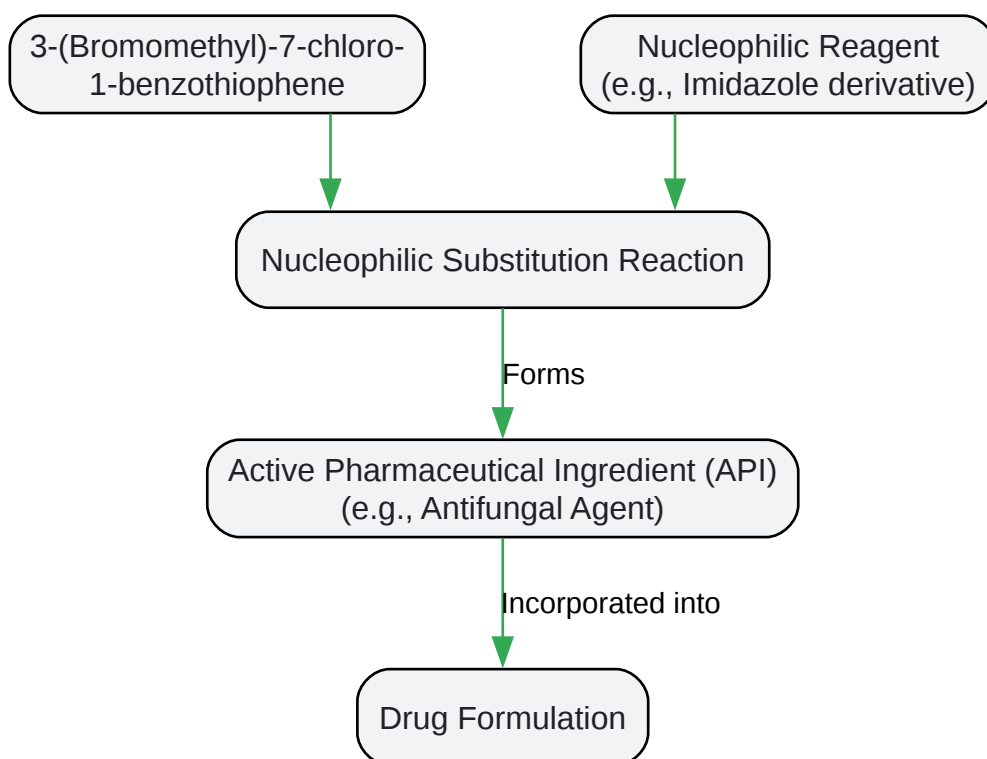 3-(Bromomethyl)-7-chloro-
1-benzothiophene
Nucleophilic Reagent
(e.g., Imidazole derivative)
Nucleophilic Substitution Reaction
Forms
Active Pharmaceutical Ingredient (API)
(e.g., Antifungal Agent)
Incorporated into
Drug Formulation